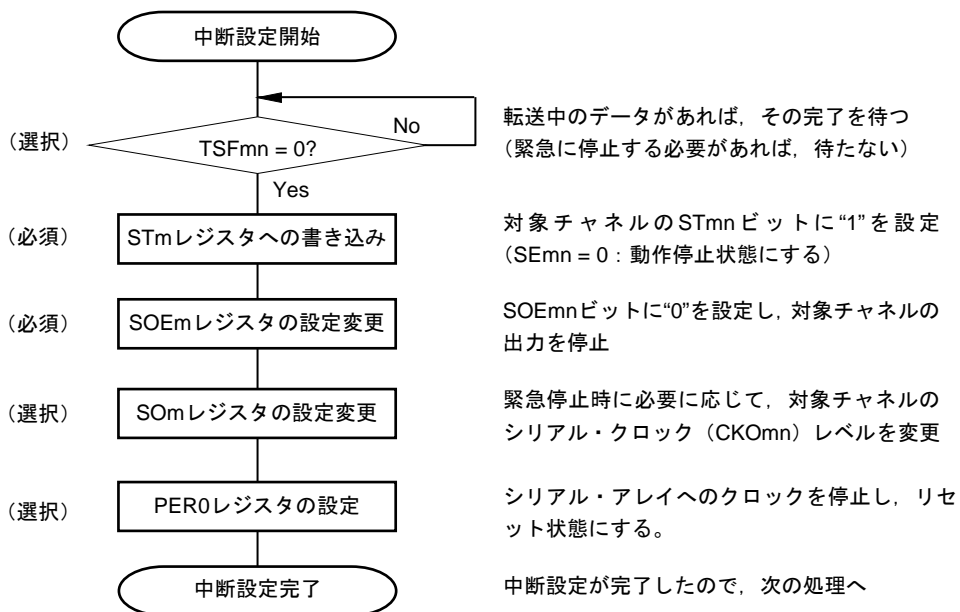 中断設定開始
No
転送中のデータがあれば，その完了を待つ
（選択）
TSFmn = 0?
（緊急に停止する必要があれば，待たない）
Yes
（必須）
STmレジスタへの書き込み
対象チャネルのSTmnビットに“1”を設定
（SEmn = 0：動作停止状態にする）
（必須）
SOEmレジスタの設定変更
SOEmnビットに“0”を設定し，対象チャネルの
出力を停止
（選択）
SOmレジスタの設定変更
緊急停止時に必要に応じて，対象チャネルの
シリアル・クロック（CKOmn）レベルを変更
（選択）
PER0レジスタの設定
シリアル・アレイへのクロックを停止し，リセ
ット状態にする。
中断設定完了
中断設定が完了したので，次の処理へ